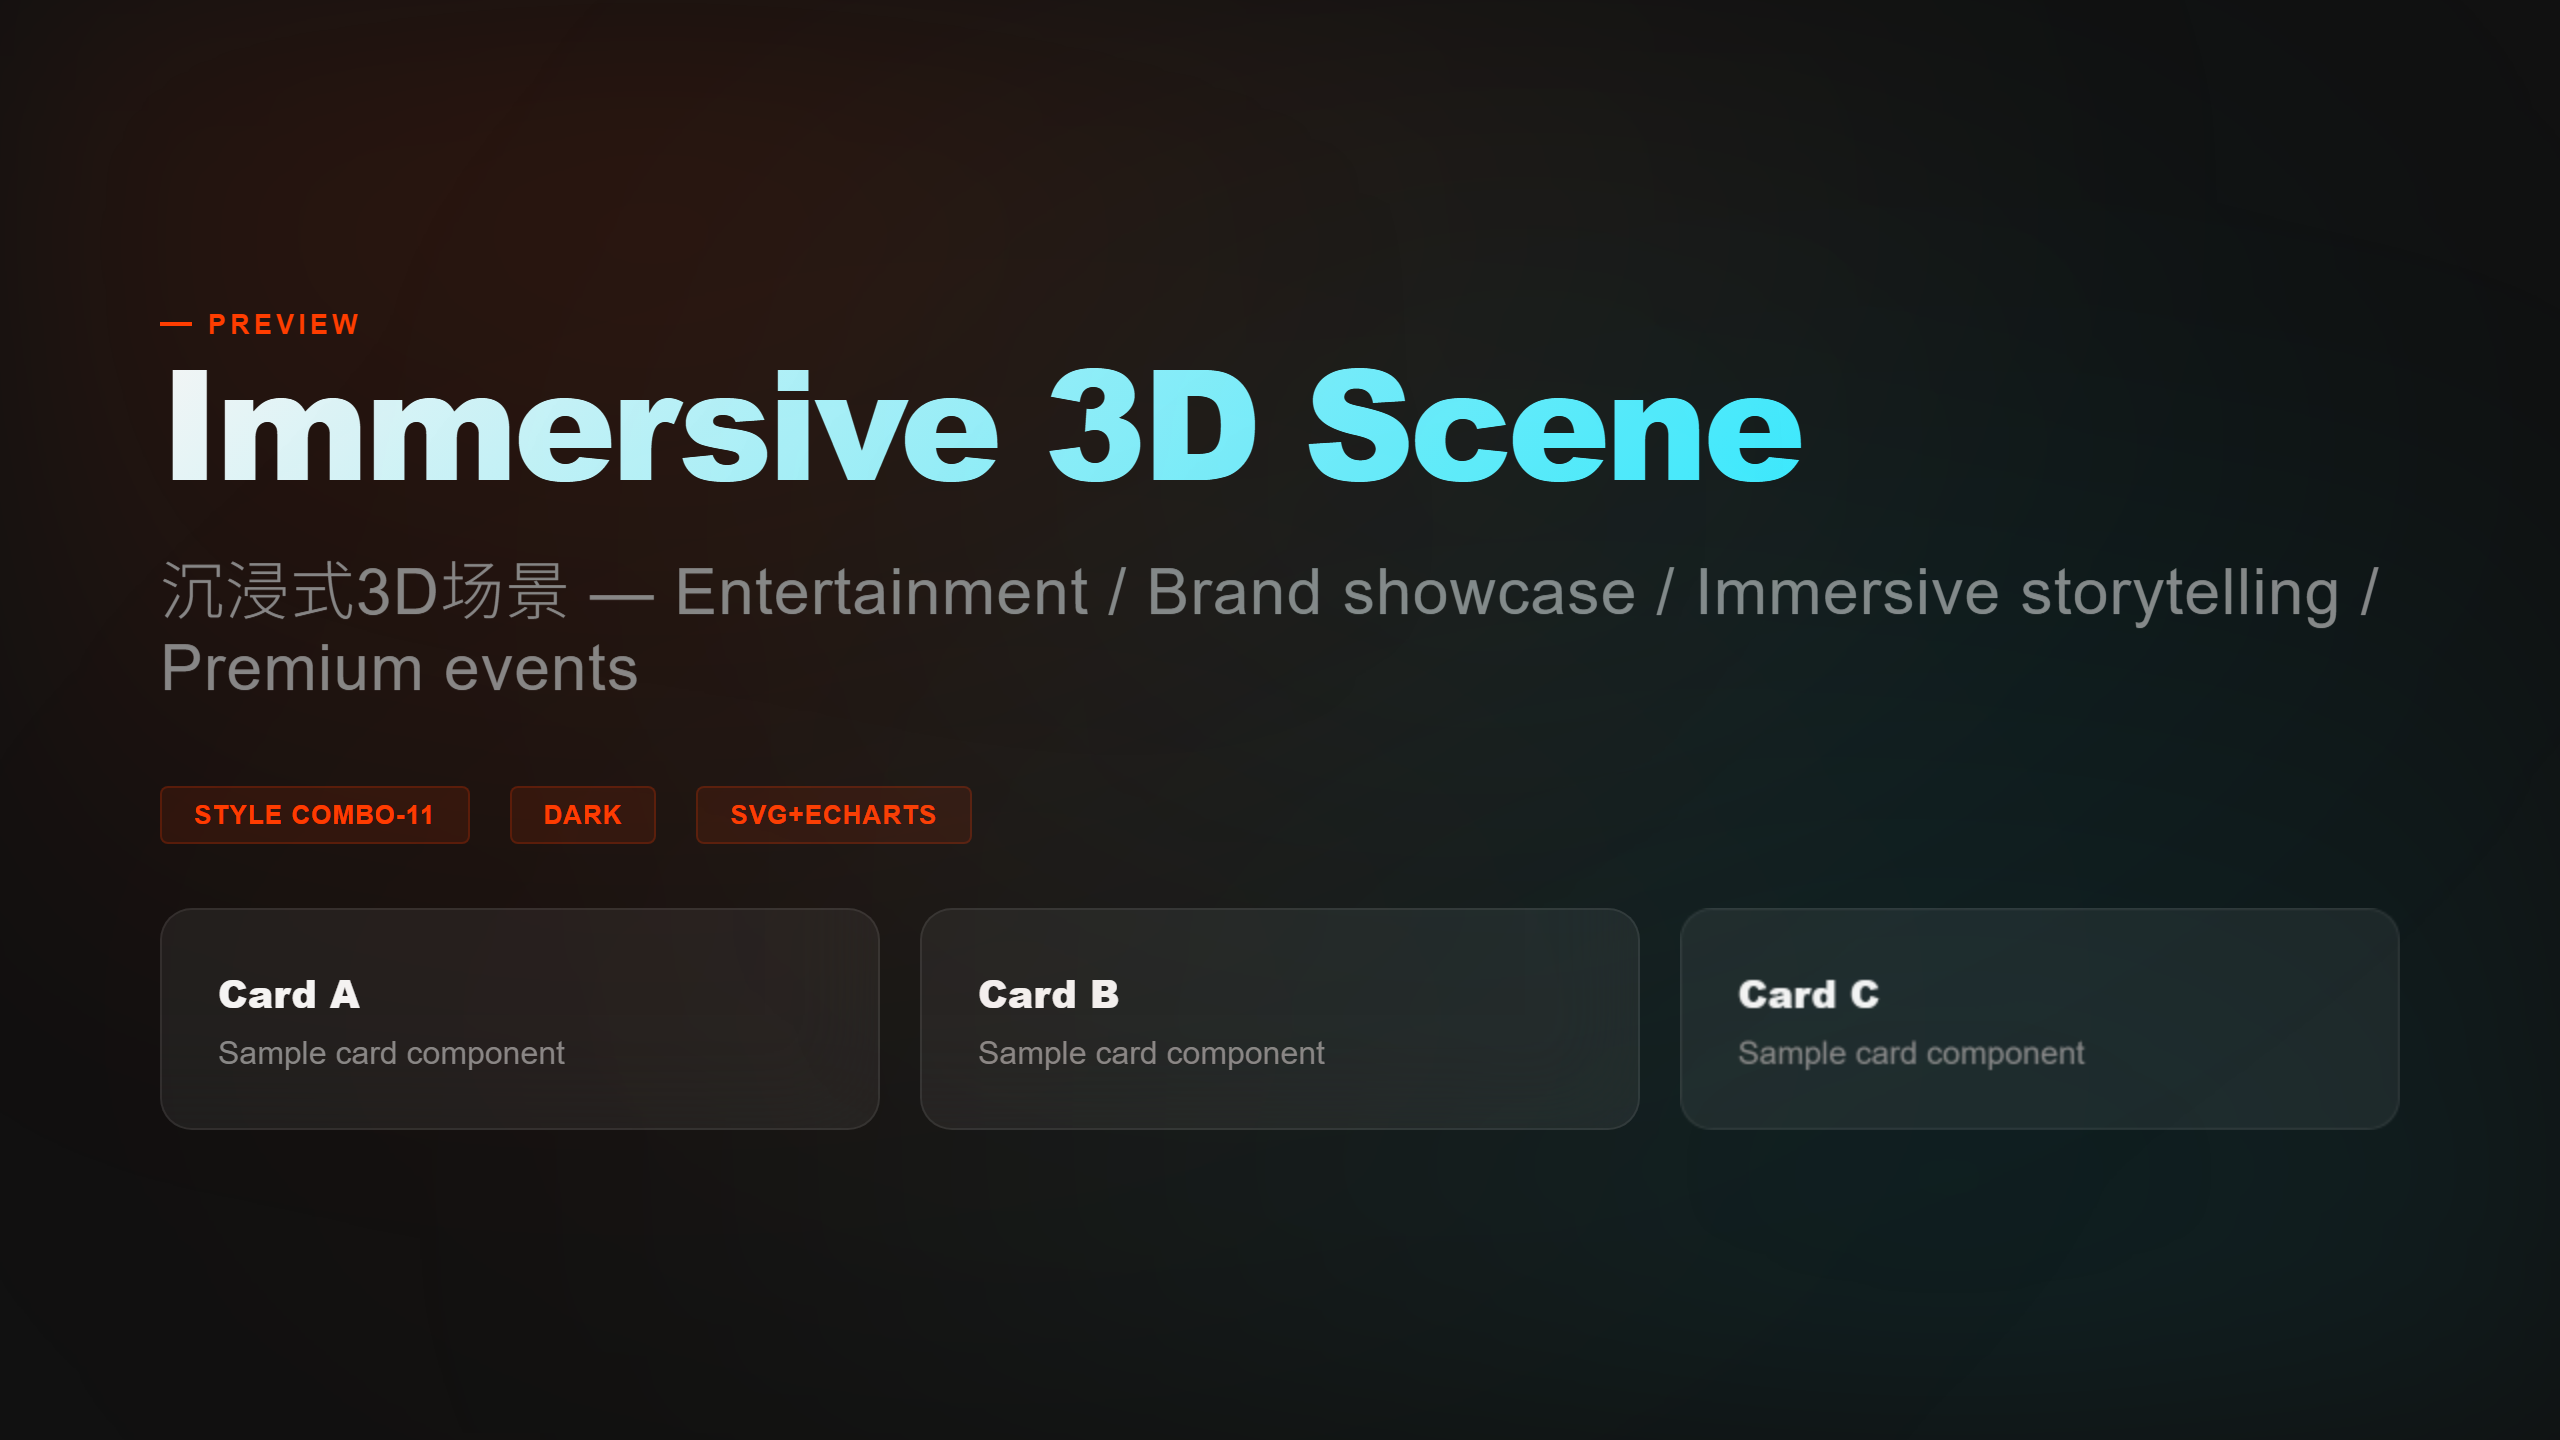 — PREVIEW
Immersive 3D Scene
沉浸式3D场景 — Entertainment / Brand showcase / Immersive storytelling /
Premium events
STYLE COMBO-11 DARK SVG+ECHARTS
Card A
Sample card component
Card B
Sample card component
Card C
Sample card component